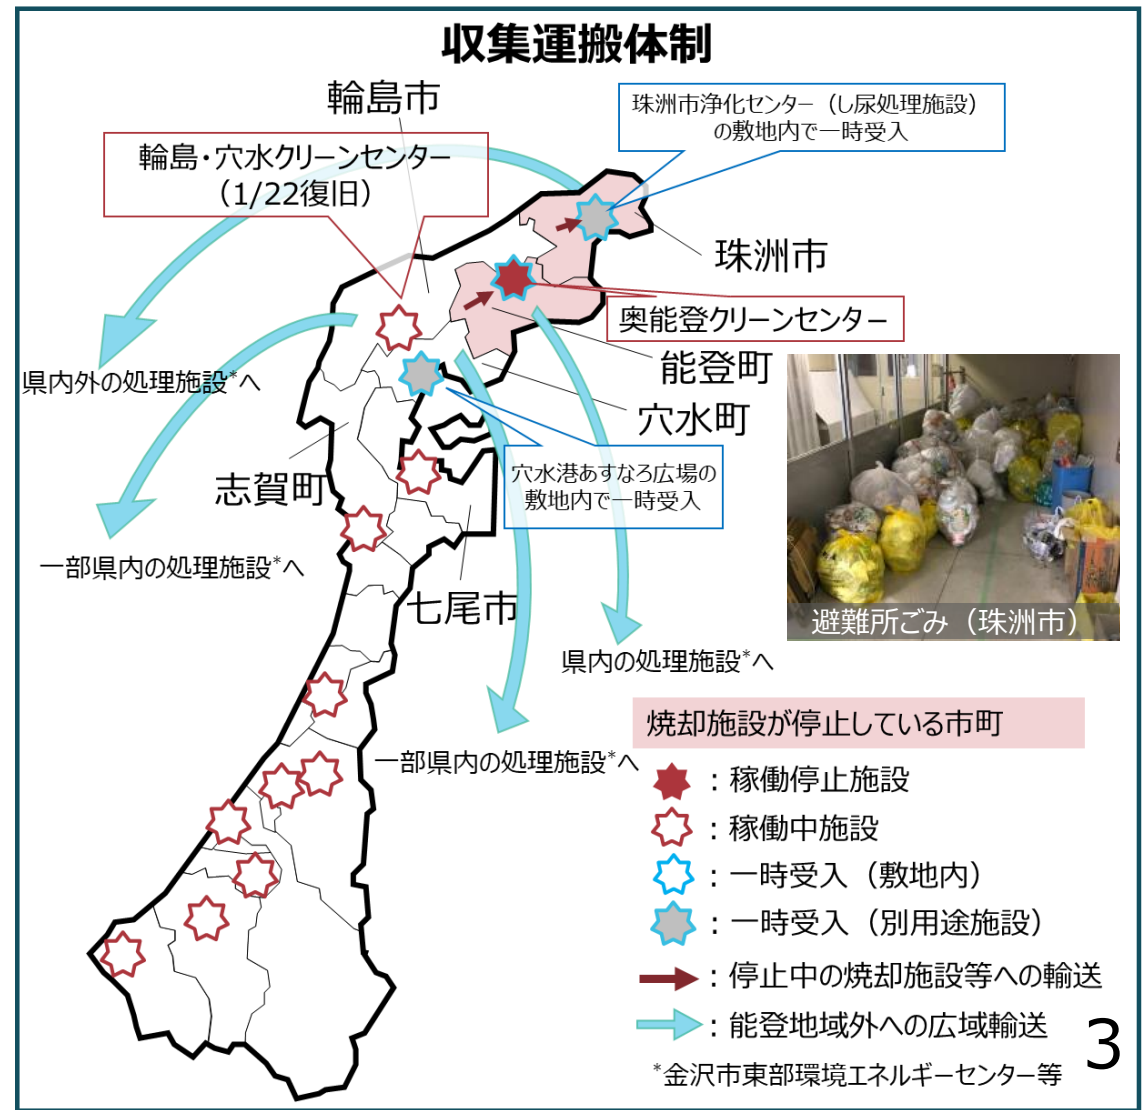 収集運搬体制
輪島市
珠洲市浄化センター（し尿処理施設）
の敷地内で一時受入
輪島・穴水クリーンセンター
（1/22復旧）
珠洲市
奥能登クリーンセンター
能登町
県内外の処理施設*へ
穴水町
志賀町
穴水港あすなろ広場の
敷地内で一時受入
一部県内の処理施設*へ
七尾市
避難所ごみ（珠洲市）
県内の処理施設*へ
一部県内の処理施設*へ
焼却施設が停止している市町
：稼働停止施設
：稼働中施設
：一時受入（敷地内）
：一時受入（別用途施設）
：停止中の焼却施設等への輸送
：能登地域外への広域輸送
*金沢市東部環境エネルギーセンター等
3